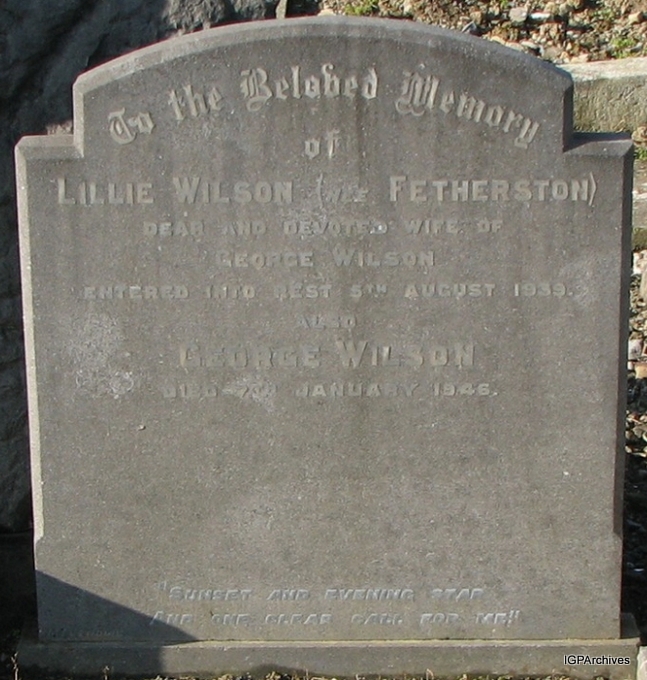 To the Beloved Memory
of
LILLIE WILSON (NÉE FETHERSTON)
DEAR AND DEVOTED WIFE OF
GEORGE WILSON
ENTERED INTO REST 5TH AUGUST 1939.
ALSO
GEORGE WILSON
DIED 7TH JANUARY 1946.
"SUNSET AND EVENING STAR
AND ONE CLEAR CALL FOR ME"
IGPArchives